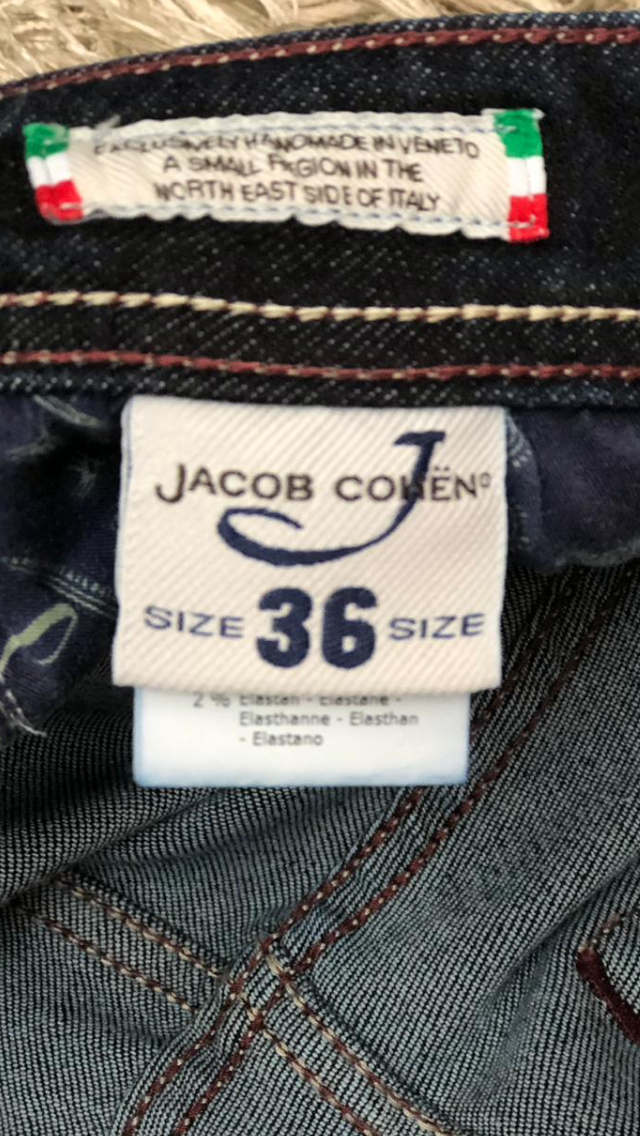 EXCLUSIVELY HANDMADE IN VENETO
A SMALL REGION IN THE
NORTH EAST SIDE OF ITALY
J
JACOB COHËN
SIZE 36 SIZE
2 % Elastan - Elastane -
Elasthanne - Elasthan
- Elastano